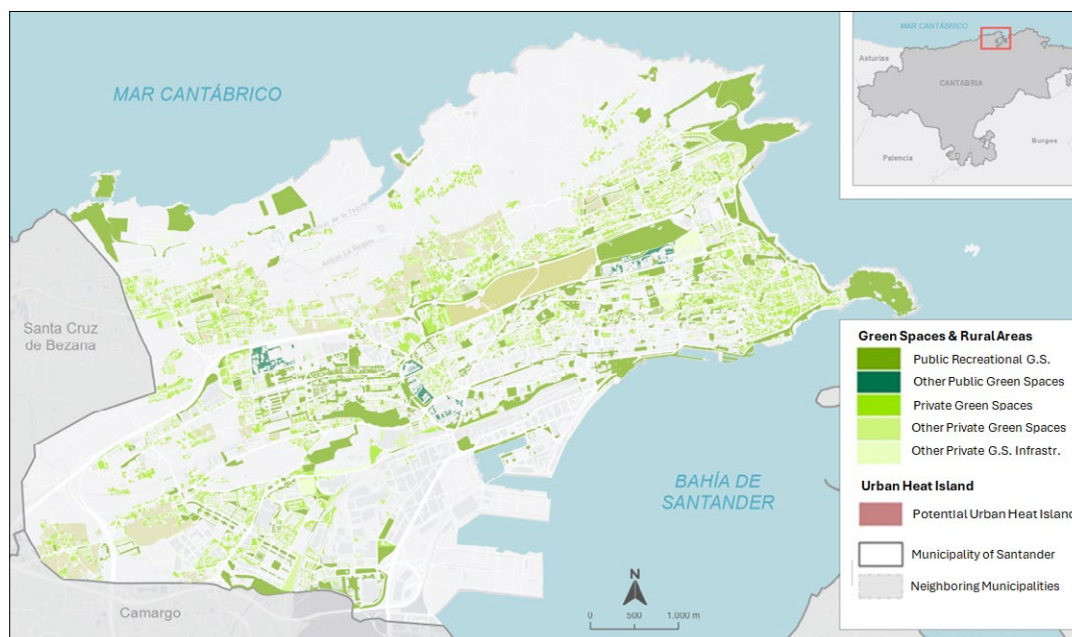 MAR CANTÁBRICO
Asturias
CANTABRIA
Palencia
Burgos
MAR CANTÁBRICO
Santa Cruz
de Bezana
Camargo
BAHÍA DE
SANTANDER
N
0 500 1.000 m
Green Spaces & Rural Areas
Public Recreational G.S.
Other Public Green Spaces
Private Green Spaces
Other Private Green Spaces
Other Private G.S. Infrastr.
Urban Heat Island
Potential Urban Heat Island
Municipality of Santander
Neighboring Municipalities